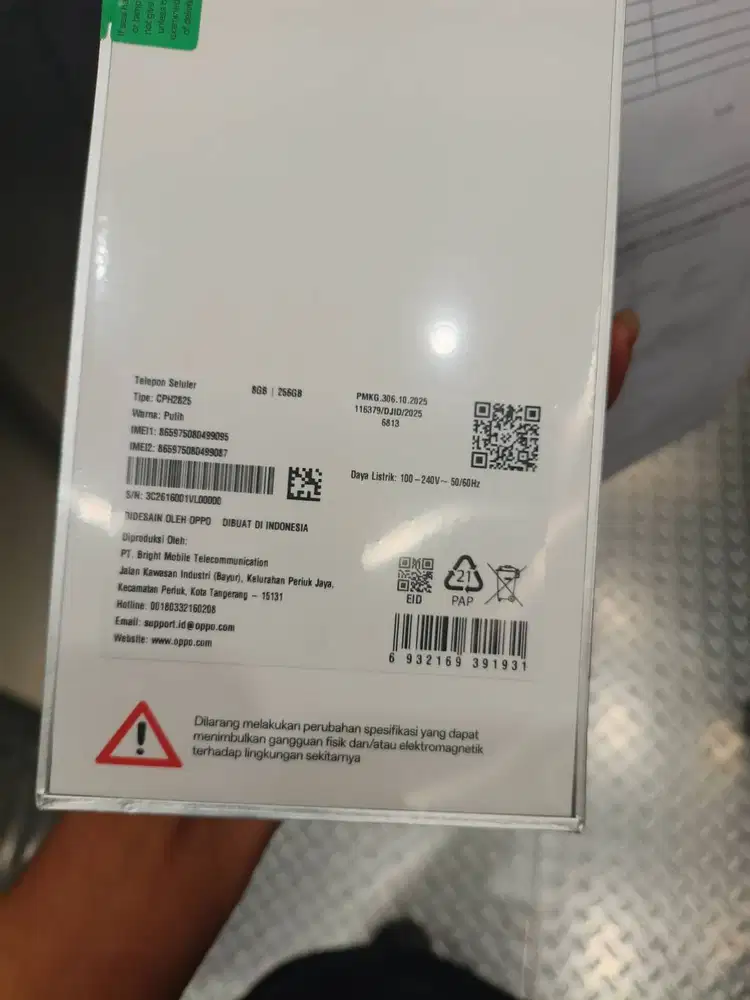 Telepon Seluler
8GB | 256GB
Tipe: CPH2825
Warna: Putih
IMEI1: 865975080499095
IMEI2: 865975080499087
PMKG.306.10.2025
116379/DJID/2025
6813
S/N: 3C2616001VL00000
Daya Listrik: 100-240V~ 50/60Hz
DIDESAIN OLEH OPPO DIBUAT DI INDONESIA
Diproduksi Oleh:
PT. Bright Mobile Telecommunication
Jalan Kawasan Industri (Bayur), Kelurahan Periuk Jaya,
Kecamatan Periuk, Kota Tangerang – 15131
Hotline: 00180332160208
Email: support.id@oppo.com
Website: www.oppo.com
EID
21
PAP
6 932169 391931
Dilarang melakukan perubahan spesifikasi yang dapat
menimbulkan gangguan fisik dan/atau elektromagnetik
terhadap lingkungan sekitarnya